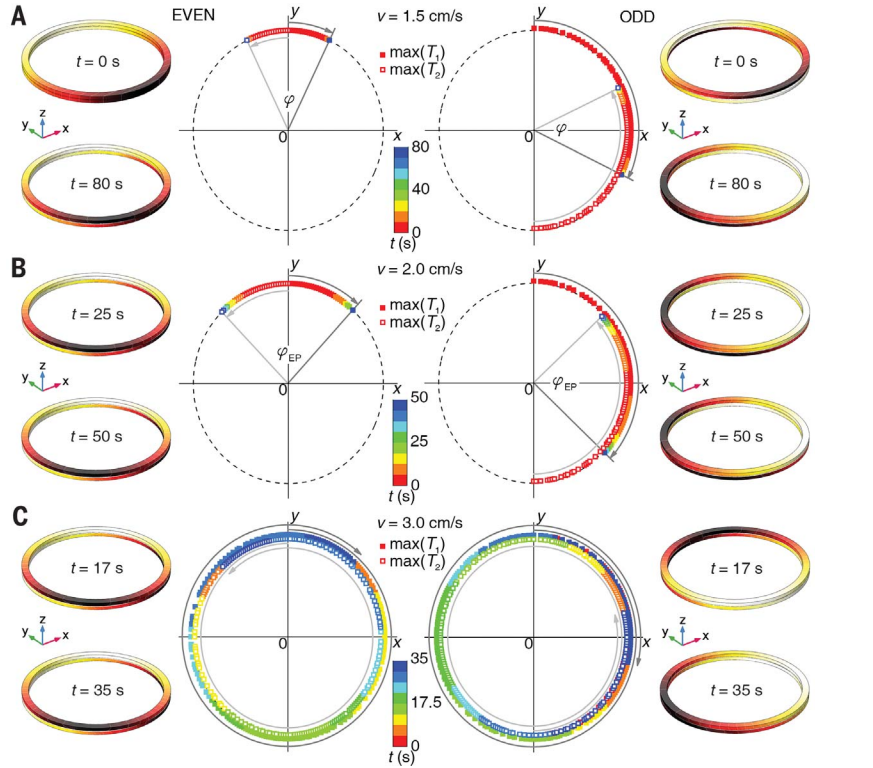 A
EVEN
y
v = 1.5 cm/s
y
ODD
max(T1)
max(T2)
t = 0 s
t = 0 s
φ
φ
z
y
x
0
x
0
x
z
y
x
80
40
0
t (s)
t = 80 s
t = 80 s
B
y
v = 2.0 cm/s
y
max(T1)
max(T2)
t = 25 s
t = 25 s
φEP
φEP
z
y
x
0
x
0
x
z
y
x
50
25
0
t (s)
t = 50 s
t = 50 s
C
y
v = 3.0 cm/s
y
max(T1)
max(T2)
t = 17 s
t = 17 s
z
y
x
0
x
0
x
z
y
x
35
17.5
0
t (s)
t = 35 s
t = 35 s